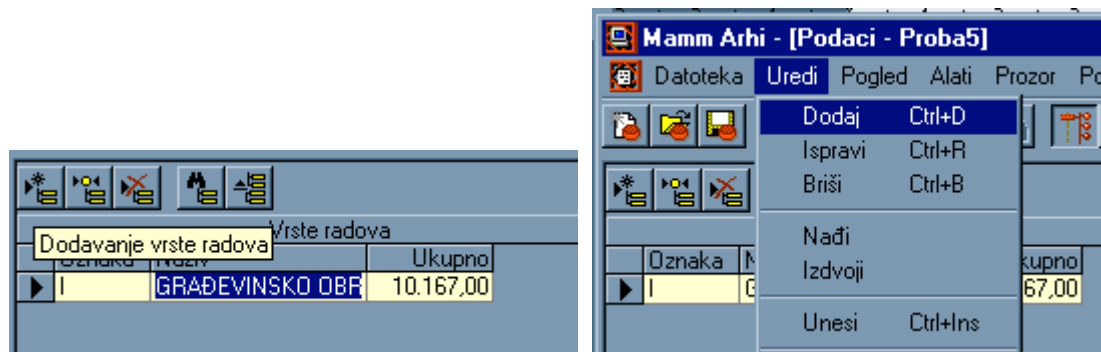 Vrste radova
Dodavanje vrste radova
Ukupno
I GRAĐEVINSKO OBR 10.167,00
Mamm Arhi - [Podaci - Proba5]
Datoteka Uredi Pogled Alati Prozor
Dodaj Ctrl+D
Ispravi Ctrl+R
Briši Ctrl+B
Nađi
Oznaka
Izdvoji
I 67,00
Unesi Ctrl+Ins